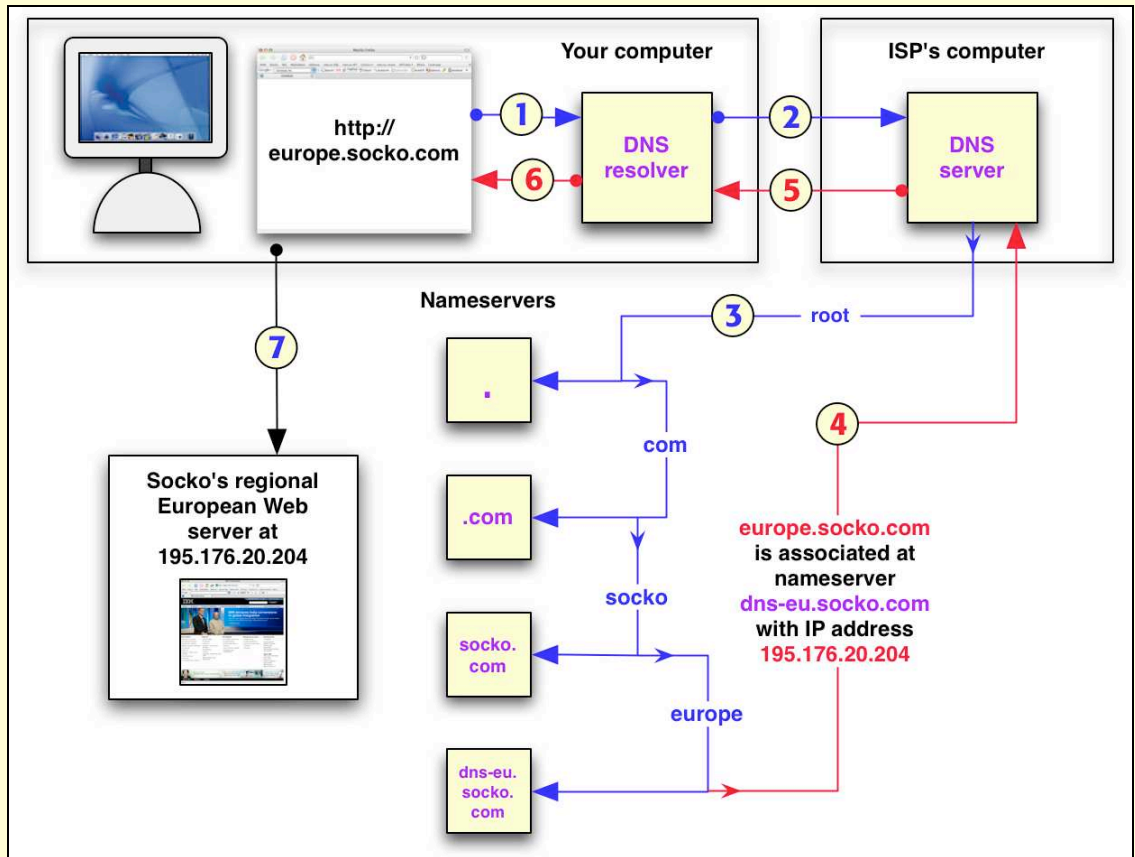 Your computer
ISP's computer
http://
europe.socko.com
1
DNS
resolver
2
DNS
server
6
5
Nameservers
3
root
7
.
4
com
Socko's regional
European Web
server at
195.176.20.204
.com
europe.socko.com
is associated at
nameserver
dns-eu.socko.com
with IP address
195.176.20.204
socko
socko.
com
europe
dns-eu.
socko.
com
IBM